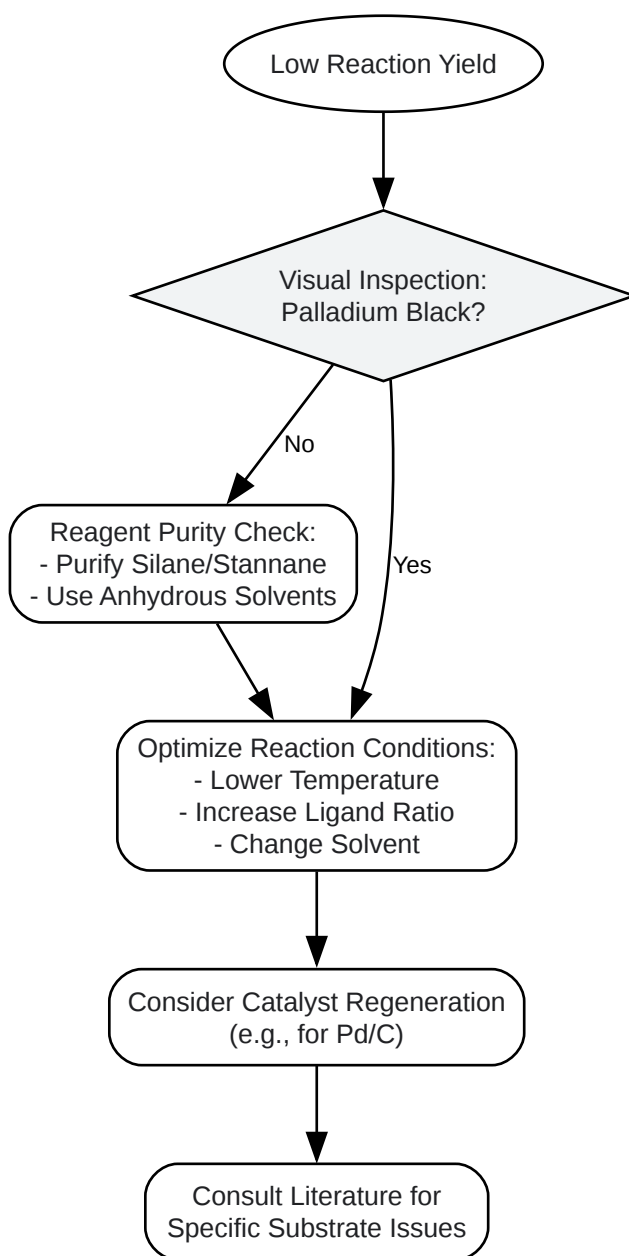 Low Reaction Yield
Visual Inspection:
Palladium Black?
No
Yes
Reagent Purity Check:
- Purify Silane/Stannane
- Use Anhydrous Solvents
Optimize Reaction Conditions:
- Lower Temperature
- Increase Ligand Ratio
- Change Solvent
Consider Catalyst Regeneration
(e.g., for Pd/C)
Consult Literature for
Specific Substrate Issues